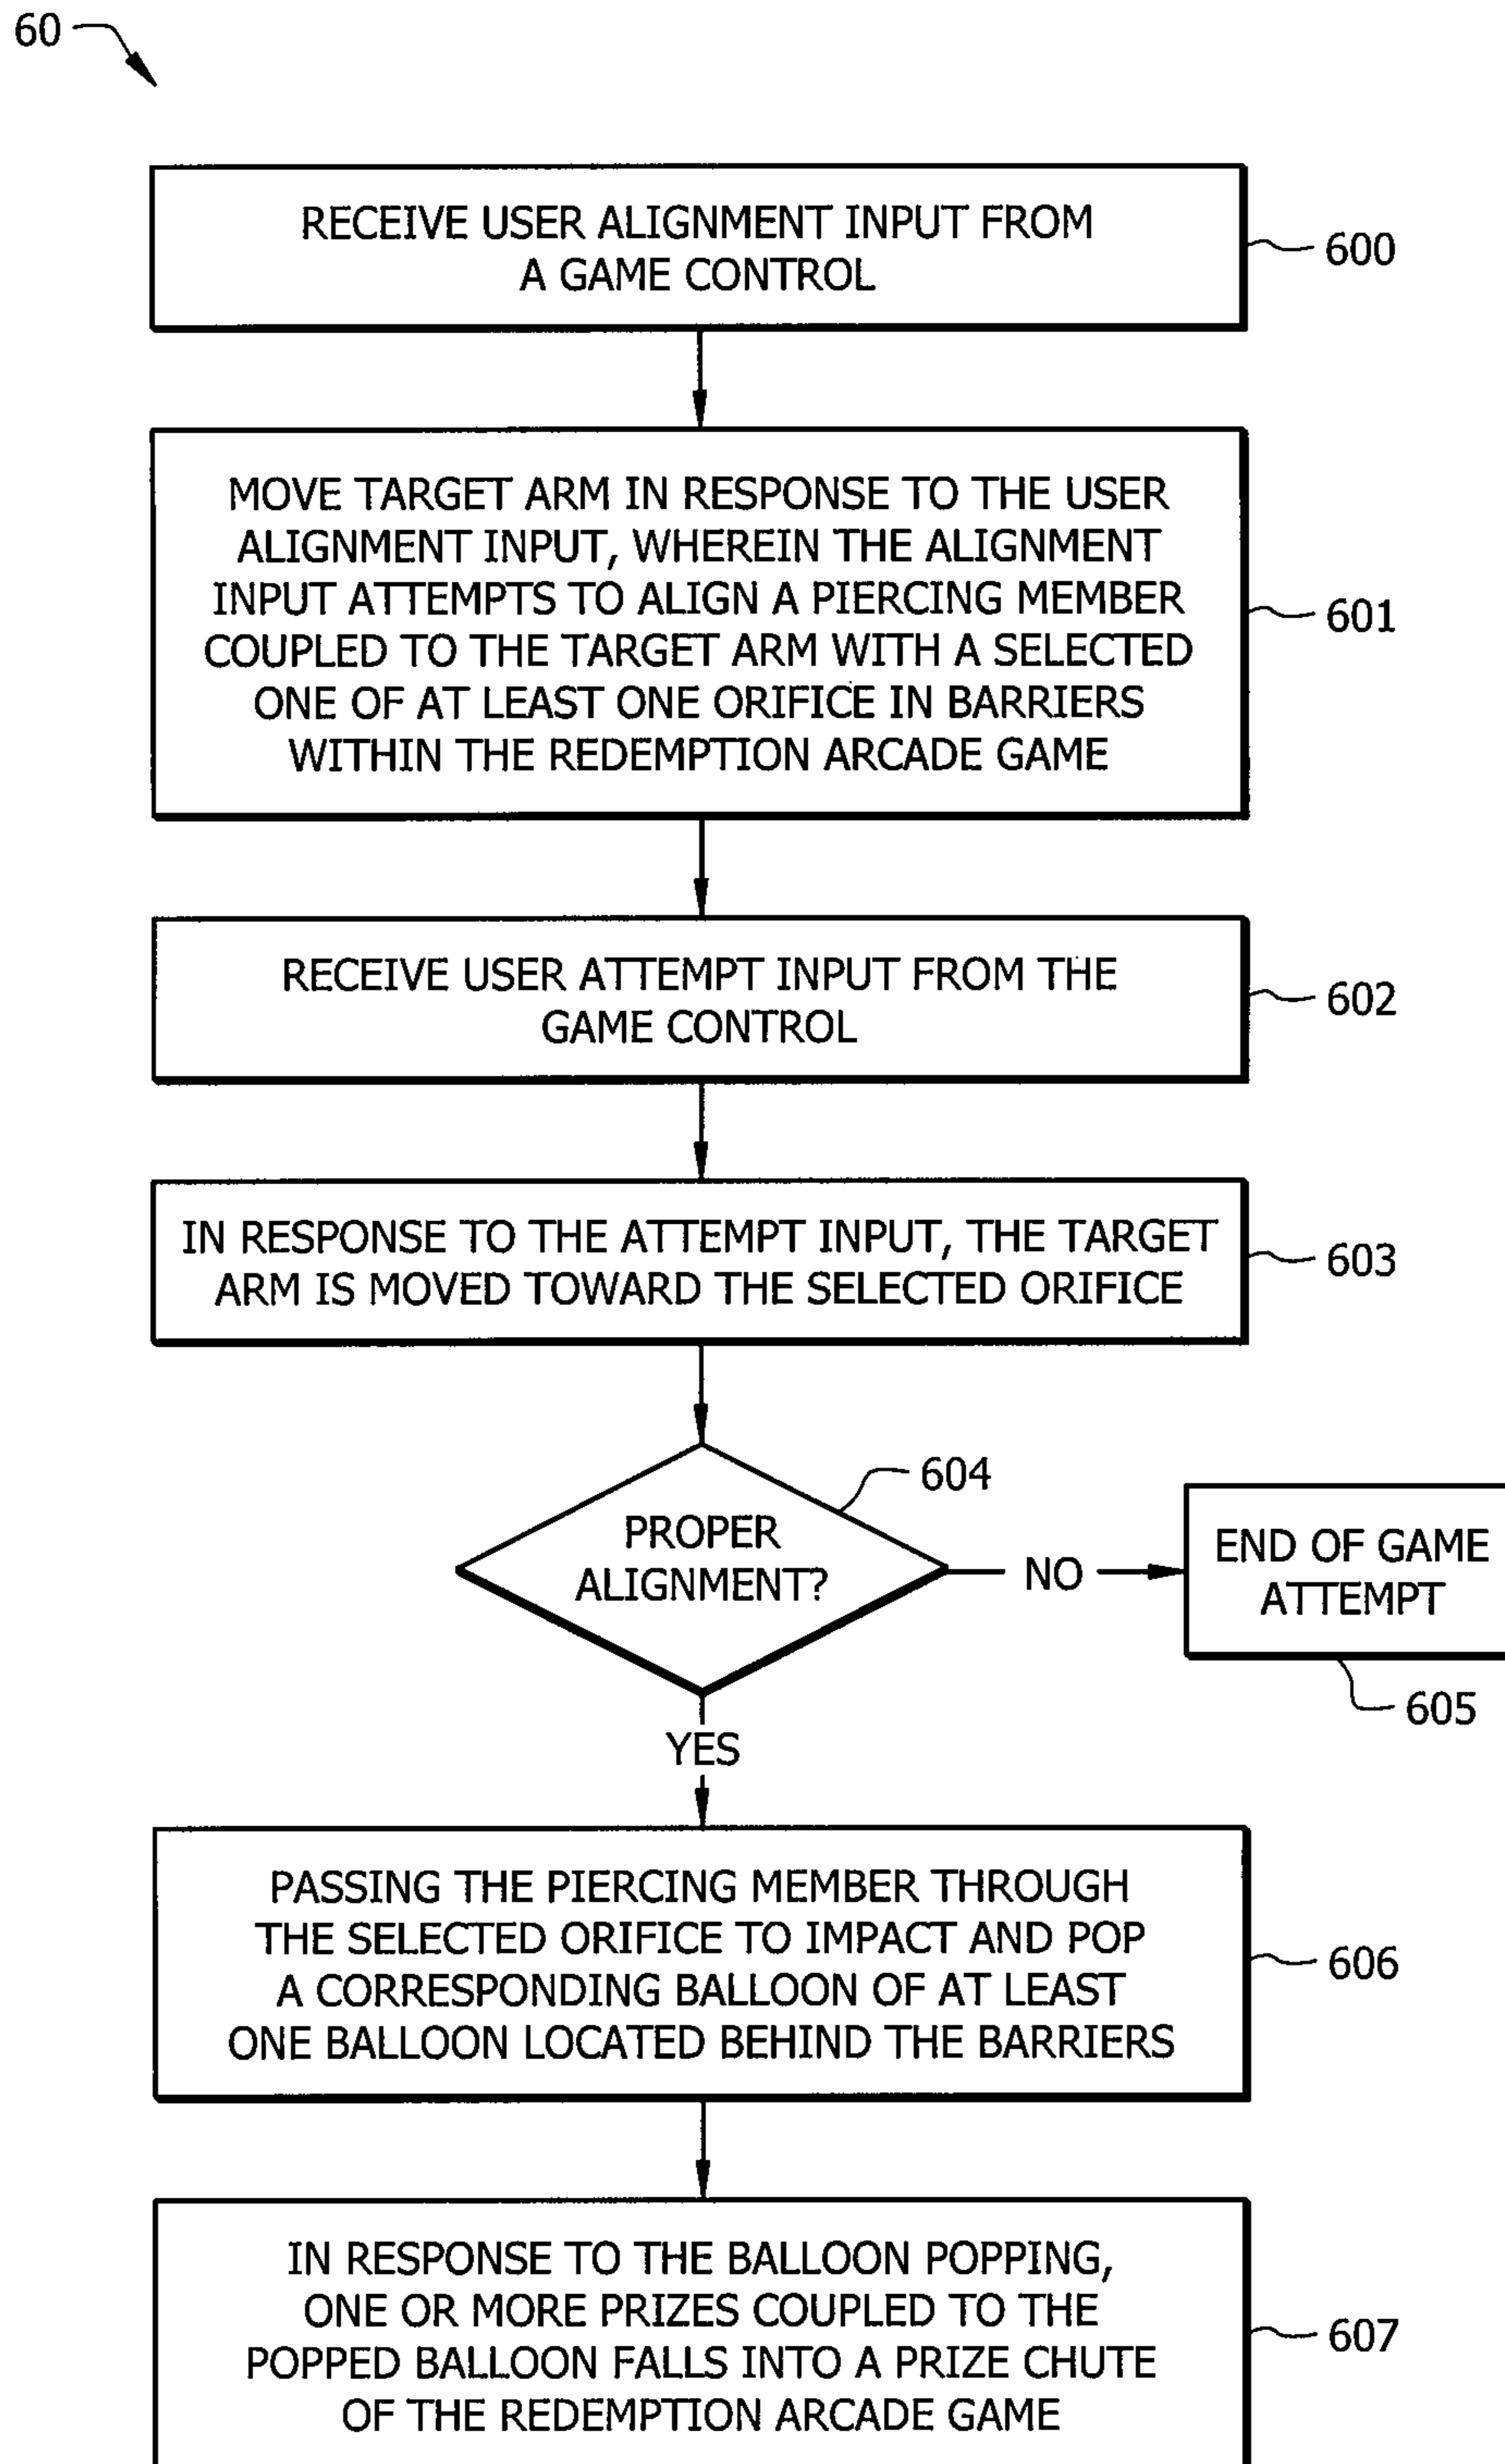 60
RECEIVE USER ALIGNMENT INPUT FROM
A GAME CONTROL
600
MOVE TARGET ARM IN RESPONSE TO THE USER
ALIGNMENT INPUT, WHEREIN THE ALIGNMENT
INPUT ATTEMPTS TO ALIGN A PIERCING MEMBER
COUPLED TO THE TARGET ARM WITH A SELECTED
ONE OF AT LEAST ONE ORIFICE IN BARRIERS
WITHIN THE REDEMPTION ARCADE GAME
601
RECEIVE USER ATTEMPT INPUT FROM THE
GAME CONTROL
602
IN RESPONSE TO THE ATTEMPT INPUT, THE TARGET
ARM IS MOVED TOWARD THE SELECTED ORIFICE
603
604
PROPER
ALIGNMENT?
NO
END OF GAME
ATTEMPT
605
YES
PASSING THE PIERCING MEMBER THROUGH
THE SELECTED ORIFICE TO IMPACT AND POP
A CORRESPONDING BALLOON OF AT LEAST
ONE BALLOON LOCATED BEHIND THE BARRIERS
606
IN RESPONSE TO THE BALLOON POPPING,
ONE OR MORE PRIZES COUPLED TO THE
POPPED BALLOON FALLS INTO A PRIZE CHUTE
OF THE REDEMPTION ARCADE GAME
607